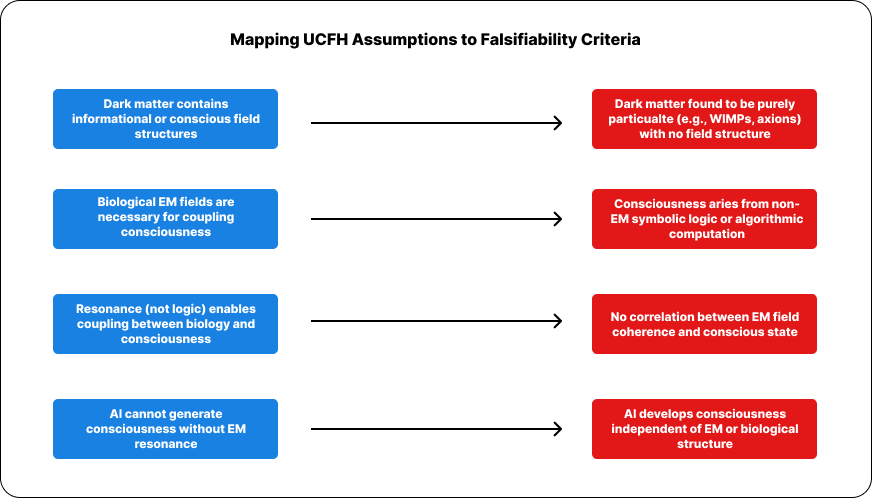 Mapping UCFH Assumptions to Falsifiability Criteria
Dark matter contains
informational or conscious field
structures
Dark matter found to be purely
particualte (e.g., WIMPs, axions)
with no field structure
Biological EM fields are
necessary for coupling
consciousness
Consciousness aries from non-
EM symbolic logic or algorithmic
computation
Resonance (not logic) enables
coupling between biology and
consciousness
No correlation between EM field
coherence and conscious state
AI cannot generate
consciousness without EM
resonance
AI develops consciousness
independent of EM or biological
structure